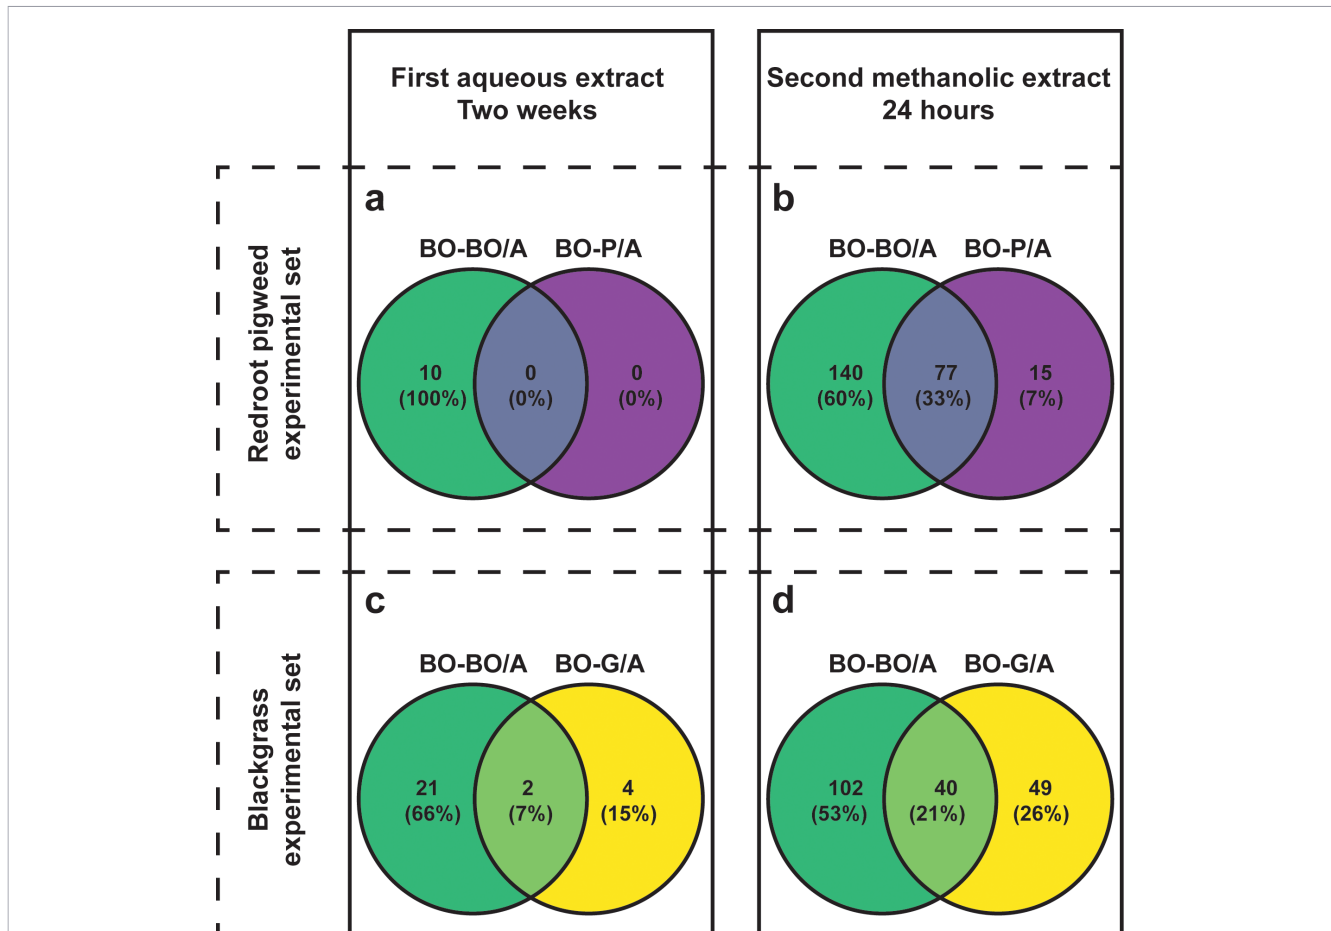 First aqueous extract
Two weeks
Second methanolic extract
24 hours
Redroot pigweed
experimental set
a
BO-BO/A
BO-P/A
10
(100%)
0
(0%)
0
(0%)
b
BO-BO/A
BO-P/A
140
(60%)
77
(33%)
15
(7%)
Blackgrass
experimental set
c
BO-BO/A
BO-G/A
21
(66%)
2
(7%)
4
(15%)
d
BO-BO/A
BO-G/A
102
(53%)
40
(21%)
49
(26%)